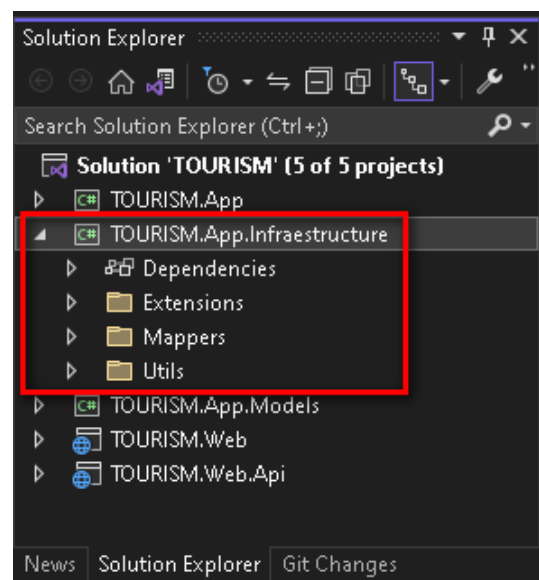 Solution Explorer
Search Solution Explorer (Ctrl+;)
Solution 'TOURISM' (5 of 5 projects)
C# TOURISM.App
C# TOURISM.App.Infraestructure
Dependencies
Extensions
Mappers
Utils
C# TOURISM.App.Models
TOURISM.Web
TOURISM.Web.Api
News Solution Explorer Git Changes